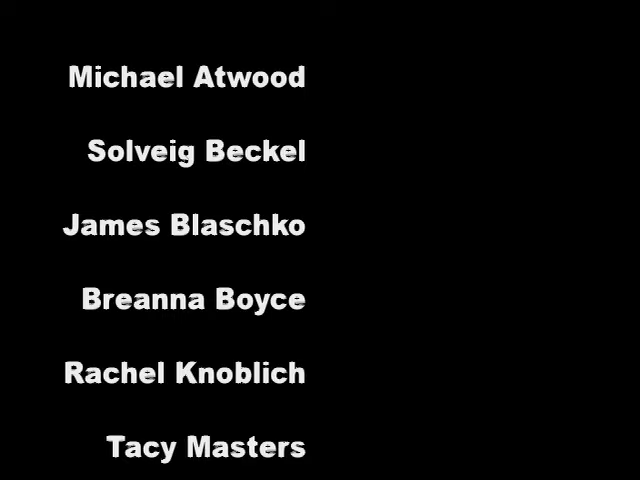 Michael Atwood
Solveig Beckel
James Blaschko
Breanna Boyce
Rachel Knoblich
Tacy Masters